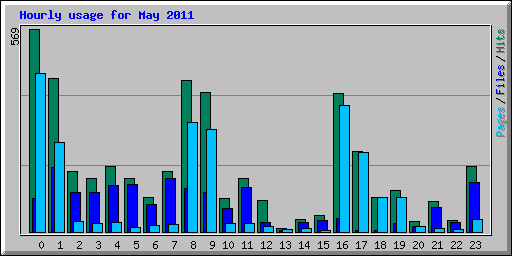 Hourly usage for May 2011
569
Pages / Files / Hits
0 1 2 3 4 5 6 7 8 9 10 11 12 13 14 15 16 17 18 19 20 21 22 23